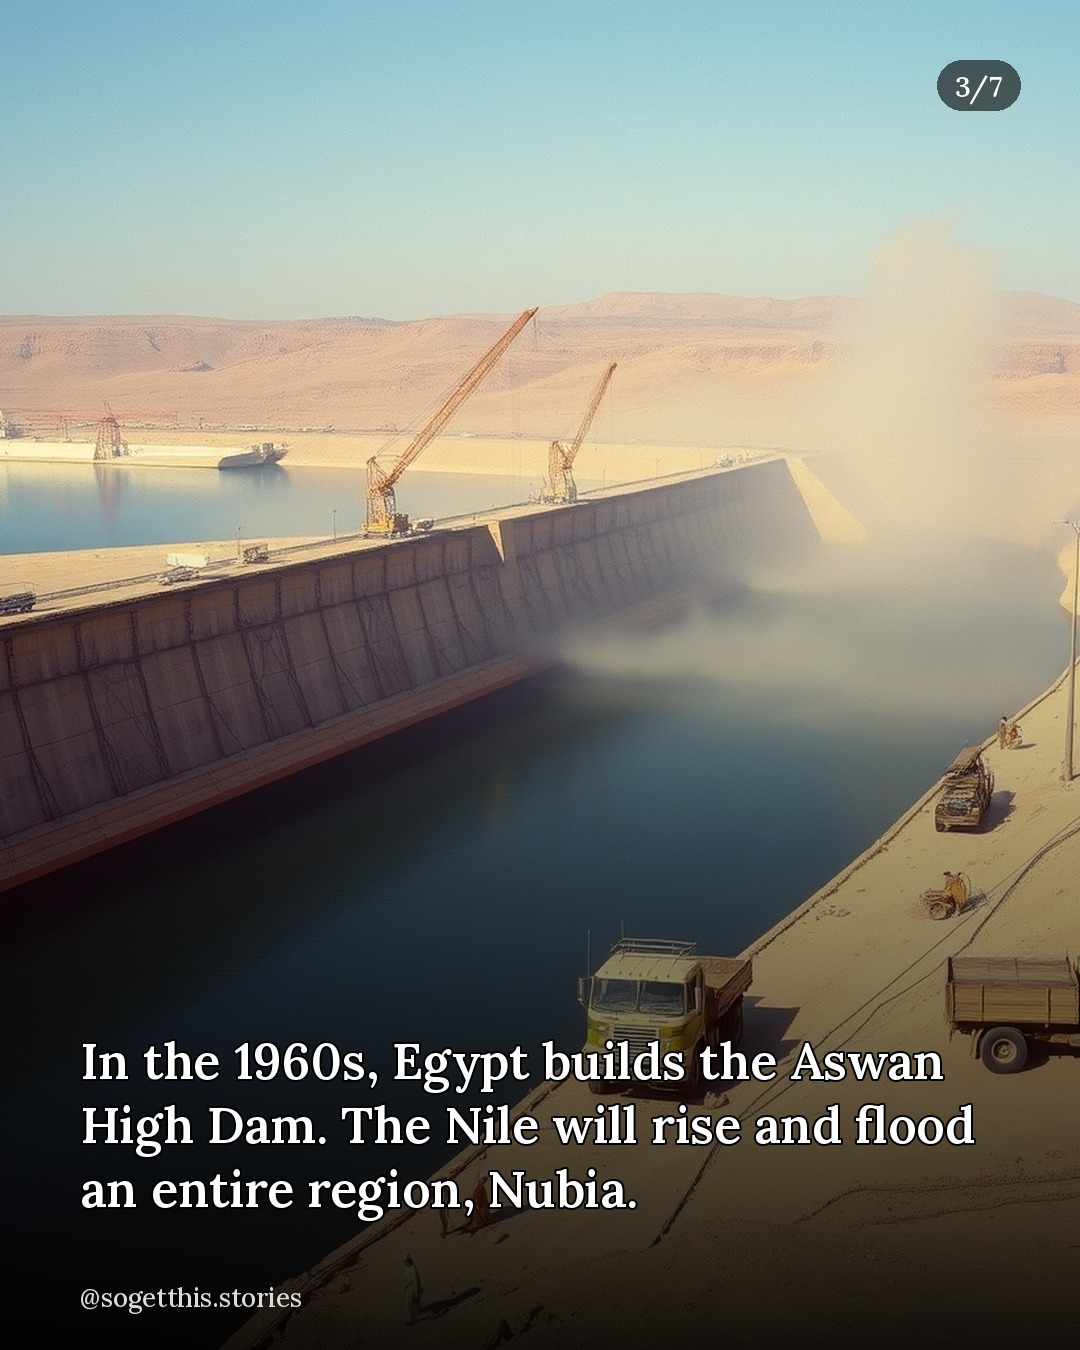 3/7
In the 1960s, Egypt builds the Aswan
High Dam. The Nile will rise and flood
an entire region, Nubia.
@sogetthis.stories